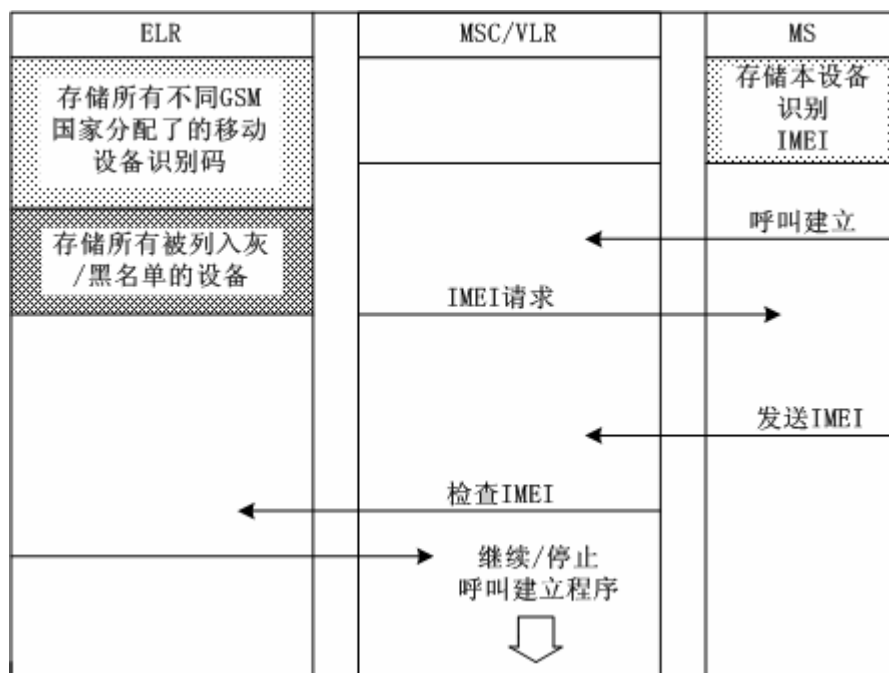 ELR
MSC/VLR
MS
存储所有不同GSM
国家分配了的移动
设备识别码
存储本设备
识别
IMEI
存储所有被列入灰
/黑名单的设备
呼叫建立
IMEI请求
发送IMEI
检查IMEI
继续/停止
呼叫建立程序